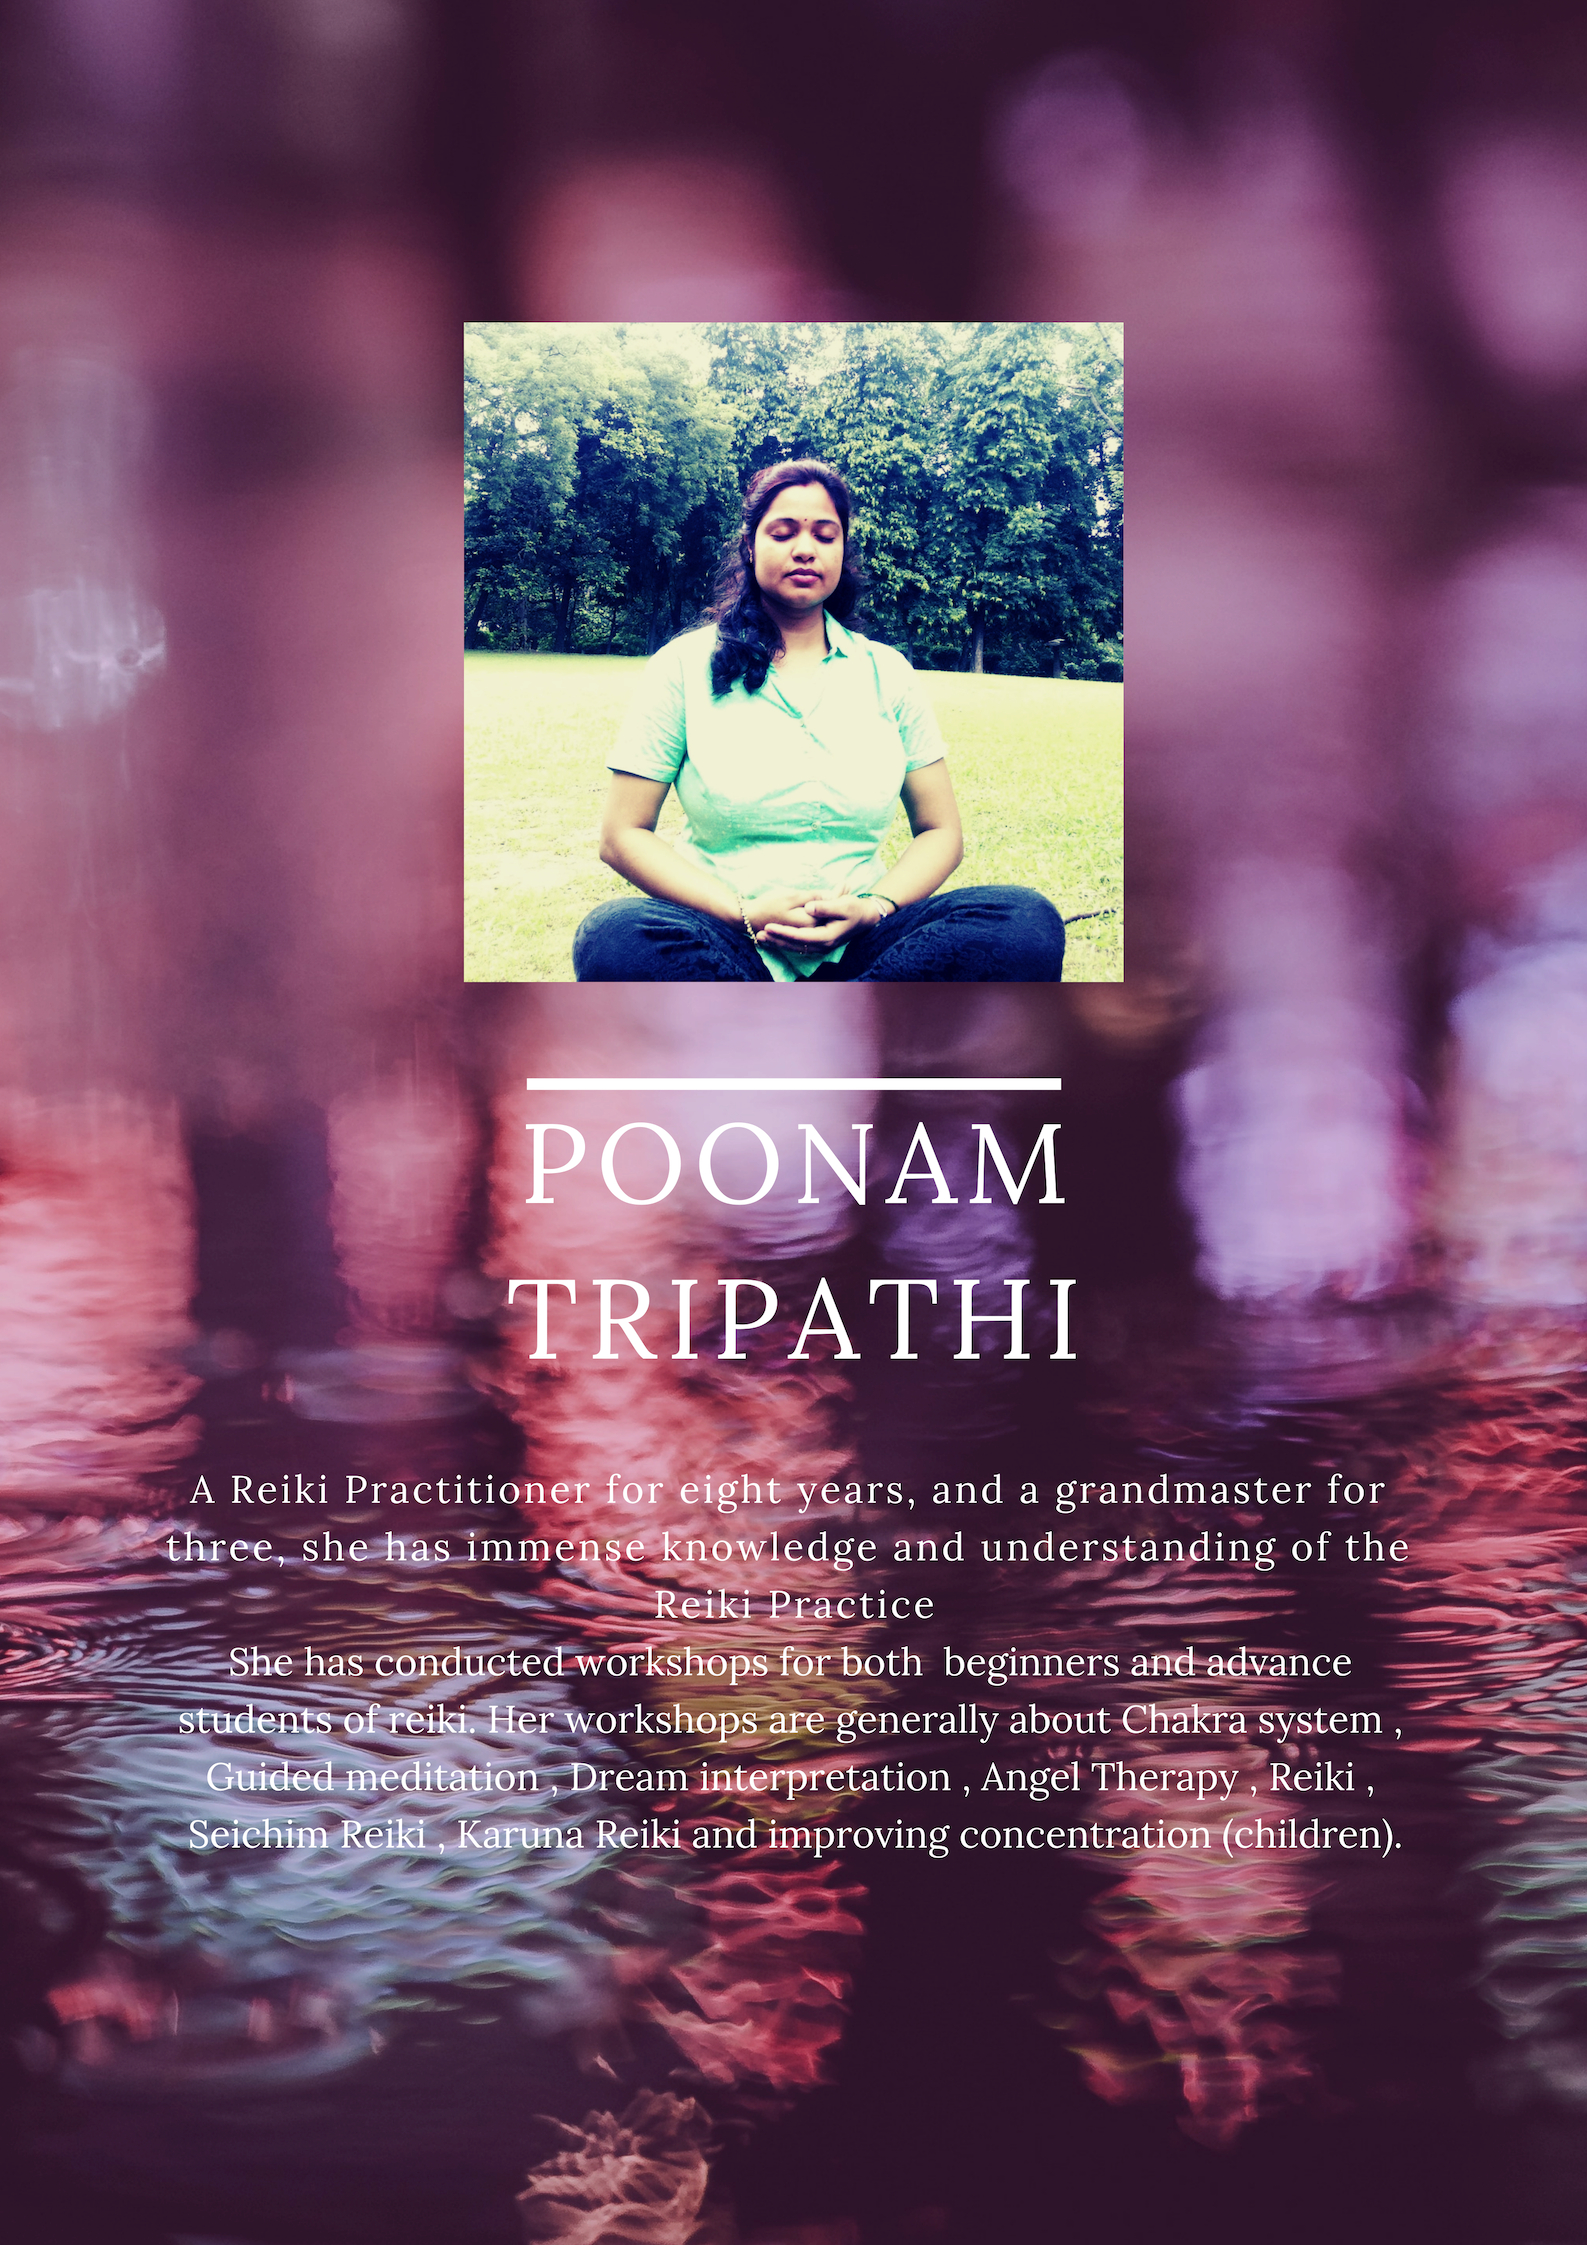 POONAM
TRIPATHI
A Reiki Practitioner for eight years, and a grandmaster for
three, she has immense knowledge and understanding of the
Reiki Practice
She has conducted workshops for both  beginners and advance
students of reiki. Her workshops are generally about Chakra system ,
Guided meditation , Dream interpretation , Angel Therapy , Reiki ,
Seichim Reiki , Karuna Reiki and improving concentration (children).